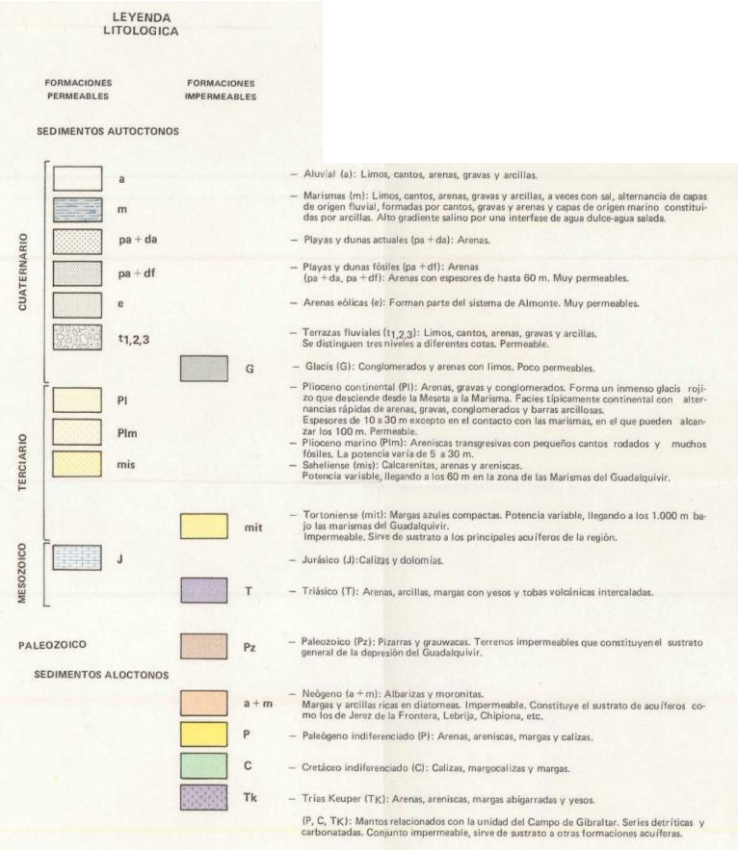 LEYENDA
LITOLOGICA
FORMACIONES
PERMEABLES
FORMACIONES
IMPERMEABLES
SEDIMENTOS AUTOCTONOS
CUATERNARIO
a
— Aluvial (a): Limos, cantos, arenas, gravas y arcillas.
m
— Marismas (m): Limos, cantos, arenas, gravas y arcillas, a veces con sal, alternancia de capas
de origen fluvial, formadas por cantos, gravas y arenas y capas de origen marino constitui-
das por arcillas. Alto gradiente salino por una interfase de agua dulce-agua salada.
pa + da
— Playas y dunas actuales (pa + da): Arenas.
pa + df
— Playas y dunas fósiles (pa + df): Arenas
(pa + da, pa + df): Arenas con espesores de hasta 60 m. Muy permeables.
e
— Arenas eólicas (e): Forman parte del sistema de Almonte. Muy permeables.
t1,2,3
— Terrazas fluviales (t1,2,3): Limos, cantos, arenas, gravas y arcillas.
Se distinguen tres niveles a diferentes cotas. Permeable.
G
— Glacis (G): Conglomerados y arenas con limos. Poco permeables.
TERCIARIO
Pl
— Plioceno continental (Pl): Arenas, gravas y conglomerados. Forma un inmenso glacis roji-
zo que desciende desde la Meseta a la Marisma. Facies típicamente continental con alter-
nancias rápidas de arenas, gravas, conglomerados y barras arcillosas.
Espesores de 10 a 30 m excepto en el contacto con las marismas, en el que pueden alcan-
zar los 100 m. Permeable.
Plm
— Plioceno marino (Plm): Areniscas transgresivas con pequeños cantos rodados y muchos
fósiles. La potencia varía de 5 a 30 m.
mis
— Saheliense (mis): Calcarenitas, arenas y areniscas.
Potencia variable, llegando a los 60 m en la zona de las Marismas del Guadalquivir.
mit
— Tortoniense (mit): Margas azules compactas. Potencia variable, llegando a los 1.000 m ba-
jo las marismas del Guadalquivir.
Impermeable. Sirve de sustrato a los principales acuíferos de la región.
MESOZOICO
J
— Jurásico (J):Calizas y dolomías.
T
— Triásico (T): Arenas, arcillas, margas con yesos y tobas volcánicas intercaladas.
PALEOZOICO
Pz
— Paleozoico (Pz): Pizarras y grauwacas. Terrenos impermeables que constituyen el sustrato
general de la depresión del Guadalquivir.
SEDIMENTOS ALOCTONOS
a + m
— Neógeno (a + m): Albarizas y moronitas.
Margas y arcillas ricas en diatomeas. Impermeable. Constituye el sustrato de acuíferos co-
mo los de Jerez de la Frontera, Lebrija, Chipiona, etc.
P
— Paleógeno indiferenciado (P): Arenas, areniscas, margas y calizas.
C
— Cretáceo indiferenciado (C): Calizas, margocalizas y margas.
Tk
— Trías Keuper (TK): Arenas, areniscas, margas abigarradas y yesos.
(P, C, TK): Mantos relacionados con la unidad del Campo de Gibraltar. Series detríticas y
carbonatadas. Conjunto impermeable, sirve de sustrato a otras formaciones acuíferas.